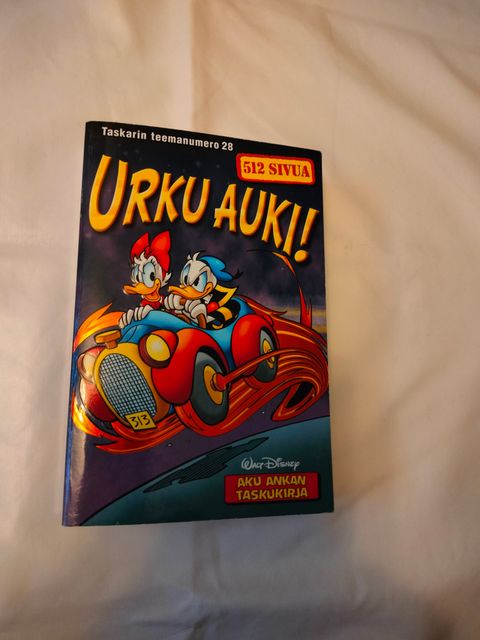 Taskarin teemanumero 28
512 SIVUA
URKU AUKI!
313
Walt Disney
AKU ANKAN
TASKUKIRJA